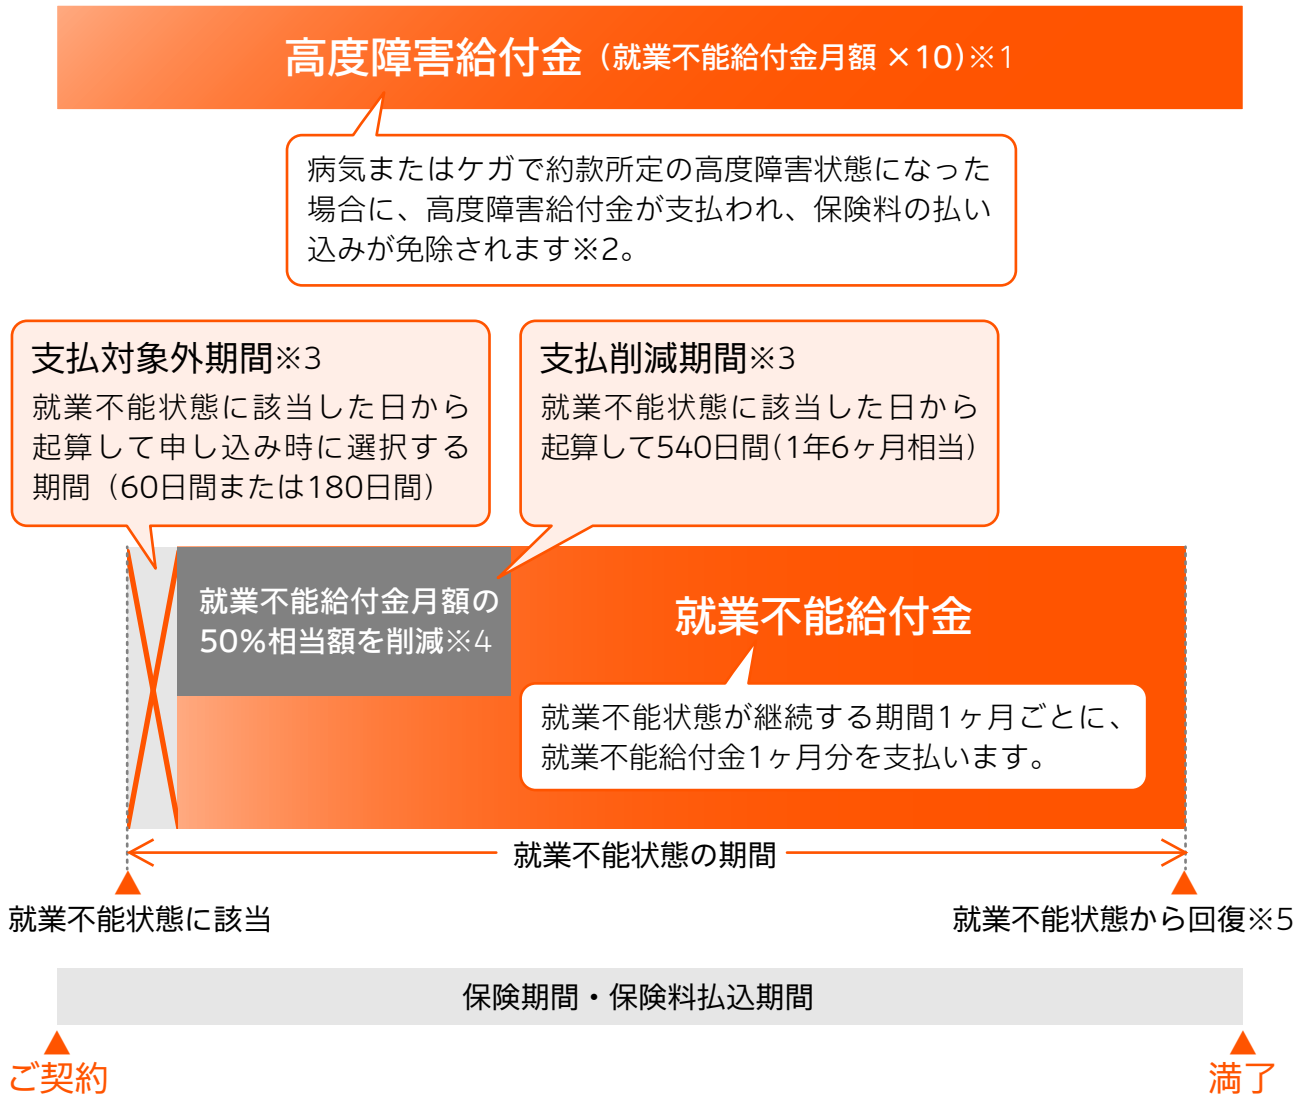 高度障害給付金（就業不能給付金月額 ×10）※1
病気またはケガで約款所定の高度障害状態になった
場合に、高度障害給付金が支払われ、保険料の払い
込みが免除されます※2。
支払対象外期間※3
就業不能状態に該当した日から
起算して申し込み時に選択する
期間（60日間または180日間）
支払削減期間※3
就業不能状態に該当した日から
起算して540日間（1年6ヶ月相当）
就業不能給付金月額の
50％相当額を削減※4
就業不能給付金
就業不能状態が継続する期間1ヶ月ごとに、
就業不能給付金1ヶ月分を支払います。
就業不能状態の期間
就業不能状態に該当
就業不能状態から回復※5
保険期間・保険料払込期間
ご契約
満了